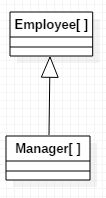 Employee[ ]
Manager[ ]